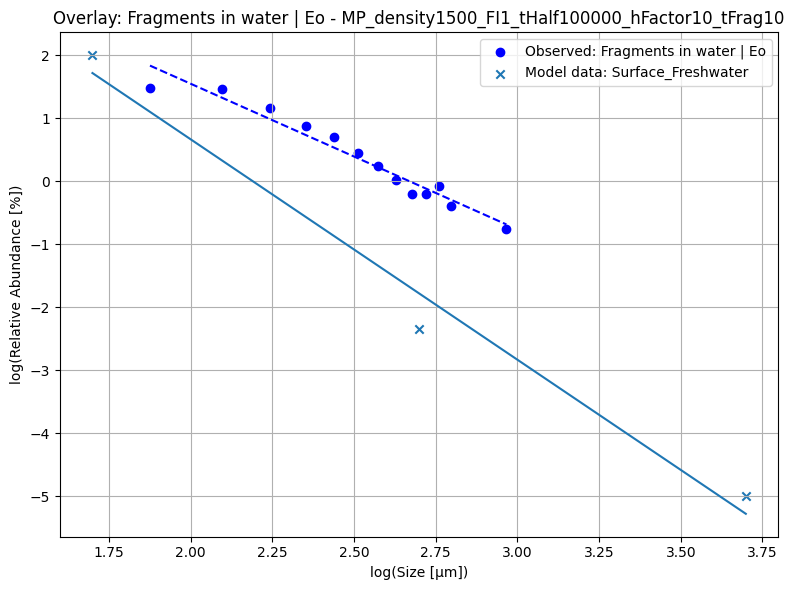 Overlay: Fragments in water | Eo - MP_density1500_FI1_tHalf100000_hFactor10_tFrag10
Observed: Fragments in water | Eo
Model data: Surface_Freshwater
log(Relative Abundance [%])
2
1
0
−1
−2
−3
−4
−5
1.75 2.00 2.25 2.50 2.75 3.00 3.25 3.50 3.75
log(Size [μm])